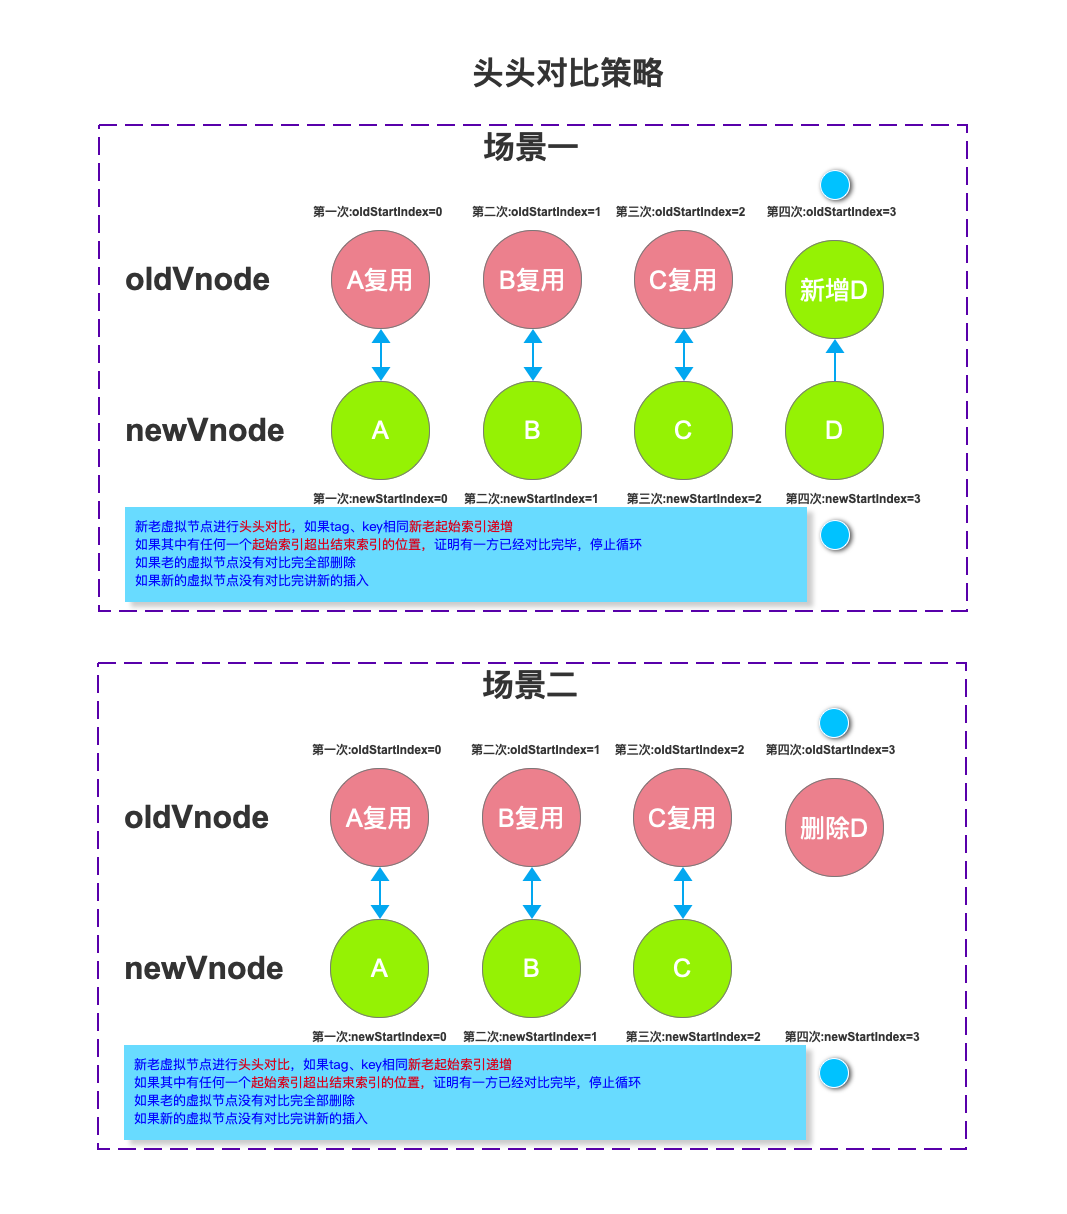 头头对比策略
场景一
第一次:oldStartIndex=0
第二次:oldStartIndex=1
第三次:oldStartIndex=2
第四次:oldStartIndex=3
oldVnode
A复用
B复用
C复用
新增D
newVnode
A
B
C
D
第一次:newStartIndex=0
第二次:newStartIndex=1
第三次:newStartIndex=2
第四次:newStartIndex=3
新老虚拟节点进行头头对比，如果tag、key相同新老起始索引递增
如果其中有任何一个起始索引超出结束索引的位置，证明有一方已经对比完毕，停止循环
如果老的虚拟节点没有对比完全部删除
如果新的虚拟节点没有对比完讲新的插入
场景二
第一次:oldStartIndex=0
第二次:oldStartIndex=1
第三次:oldStartIndex=2
第四次:oldStartIndex=3
oldVnode
A复用
B复用
C复用
删除D
newVnode
A
B
C
第一次:newStartIndex=0
第二次:newStartIndex=1
第三次:newStartIndex=2
第四次:newStartIndex=3
新老虚拟节点进行头头对比，如果tag、key相同新老起始索引递增
如果其中有任何一个起始索引超出结束索引的位置，证明有一方已经对比完毕，停止循环
如果老的虚拟节点没有对比完全部删除
如果新的虚拟节点没有对比完讲新的插入